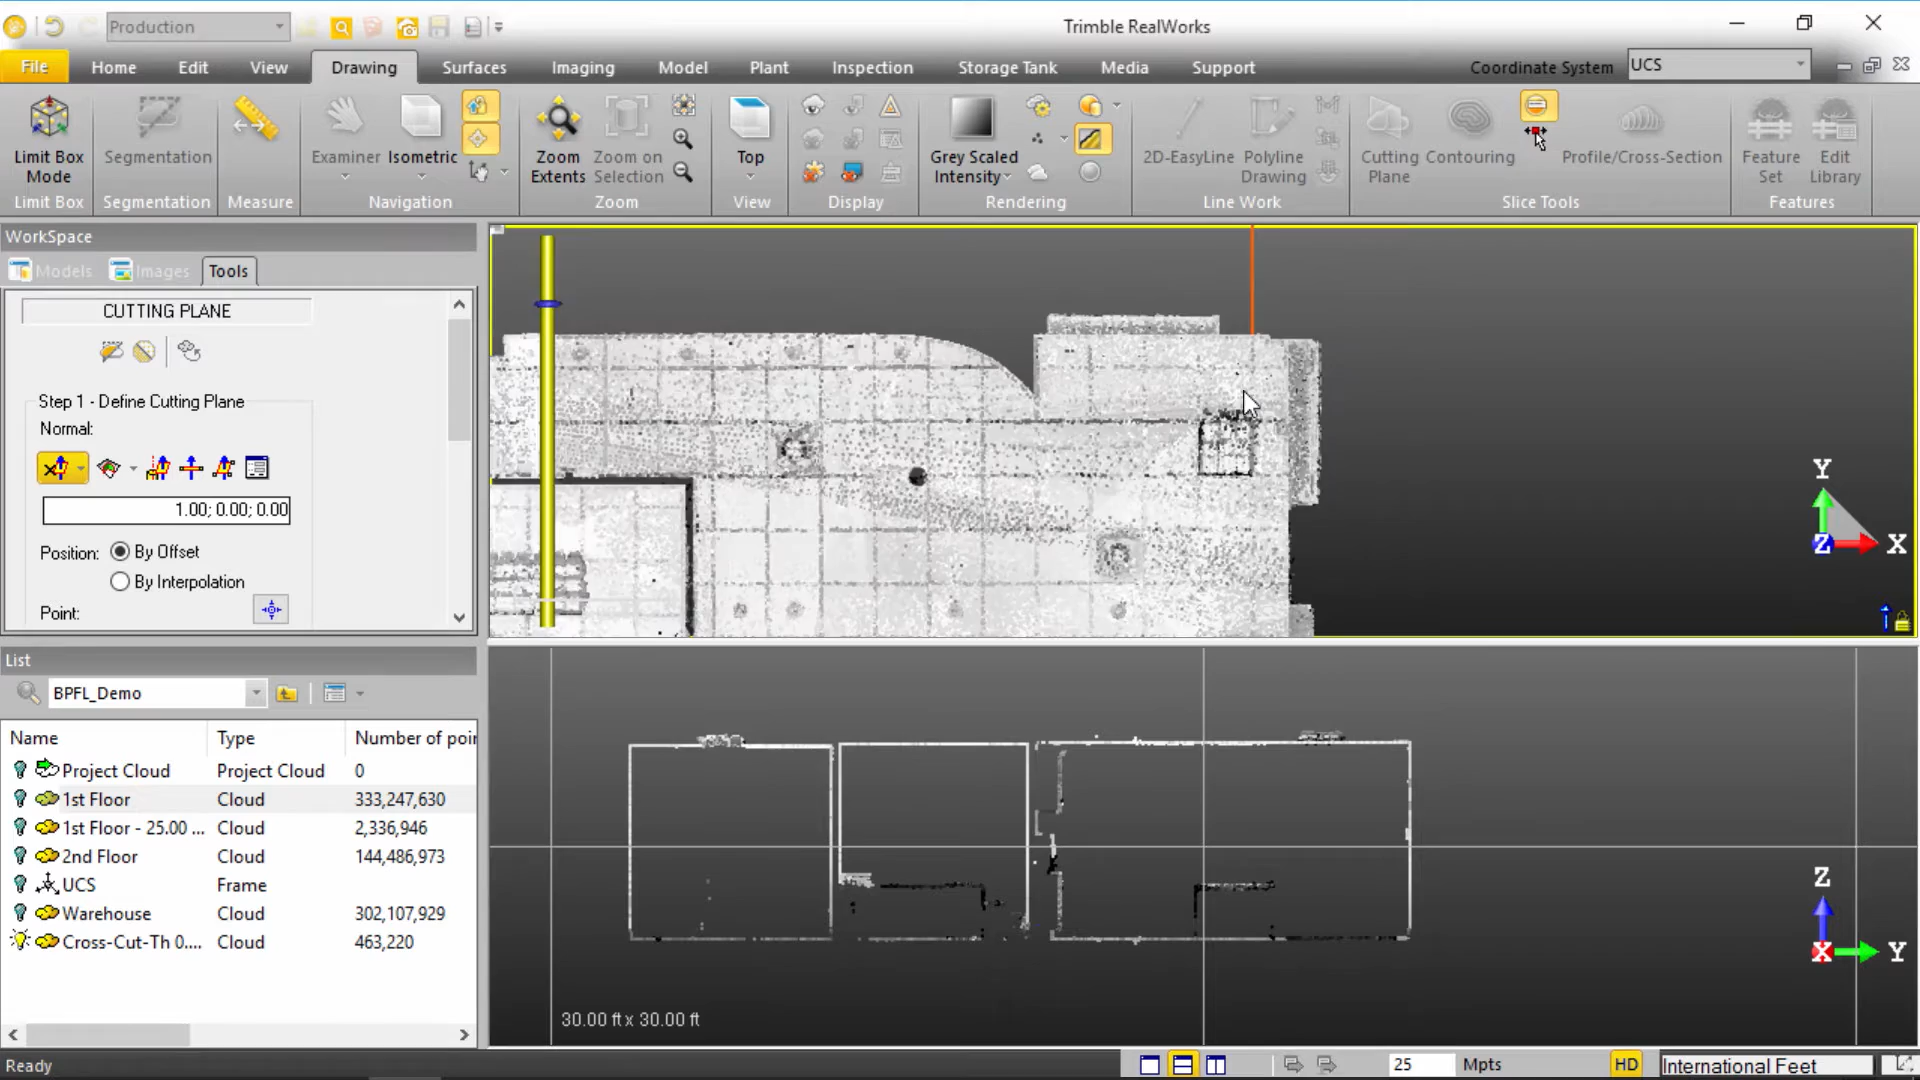 Production
Trimble RealWorks
File
Home
Edit
View
Drawing
Surfaces
Imaging
Model
Plant
Inspection
Storage Tank
Media
Support
Coordinate System
UCS
Limit Box
Mode
Segmentation
Examiner
Isometric
Zoom
Extents
Zoom on
Selection
Top
Grey Scaled
Intensity
2D-EasyLine
Polyline
Drawing
Cutting
Plane
Contouring
Profile/Cross-Section
Feature
Set
Edit
Library
Limit Box
Segmentation
Measure
Navigation
Zoom
View
Display
Rendering
Line Work
Slice Tools
Features
WorkSpace
Models
Images
Tools
CUTTING PLANE
Step 1 - Define Cutting Plane
Normal:
1.00; 0.00; 0.00
Position:
By Offset
By Interpolation
Point:
Y
Z
X
List
BPFL_Demo
Name Type Number of poin
Project Cloud Project Cloud 0
1st Floor Cloud 333,247,630
1st Floor - 25.00 ... Cloud 2,336,946
2nd Floor Cloud 144,486,973
UCS Frame
Warehouse Cloud 302,107,929
Cross-Cut-Th 0.... Cloud 463,220
Z
X
Y
30.00 ft x 30.00 ft
Ready
25
Mpts
HD
International Feet